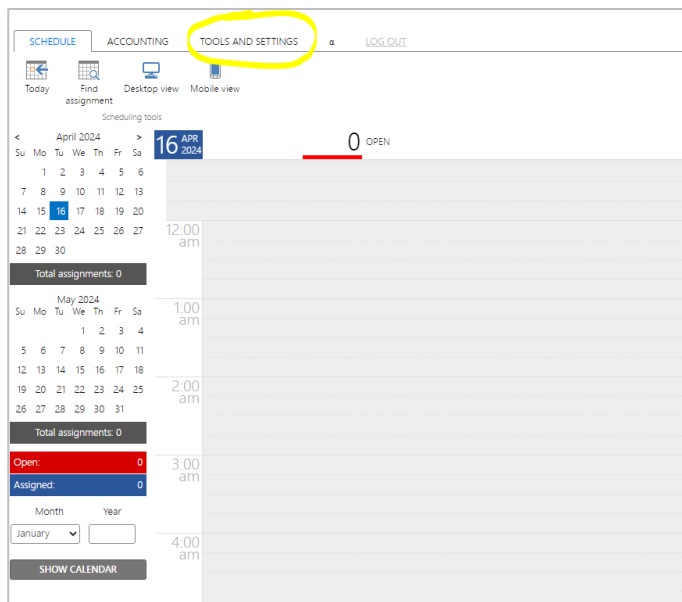 SCHEDULE ACCOUNTING TOOLS AND SETTINGS α LOG OUT
Today Find assignment Desktop view Mobile view
Scheduling tools
< April 2024 >
Su Mo Tu We Th Fr Sa
1 2 3 4 5 6
7 8 9 10 11 12 13
14 15 16 17 18 19 20
21 22 23 24 25 26 27
28 29 30
Total assignments: 0
May 2024
Su Mo Tu We Th Fr Sa
1 2 3 4
5 6 7 8 9 10 11
12 13 14 15 16 17 18
19 20 21 22 23 24 25
26 27 28 29 30 31
Total assignments: 0
Open: 0
Assigned: 0
Month Year
January
SHOW CALENDAR
16 APR 2024
0 OPEN
12:00
am
1:00
am
2:00
am
3:00
am
4:00
am